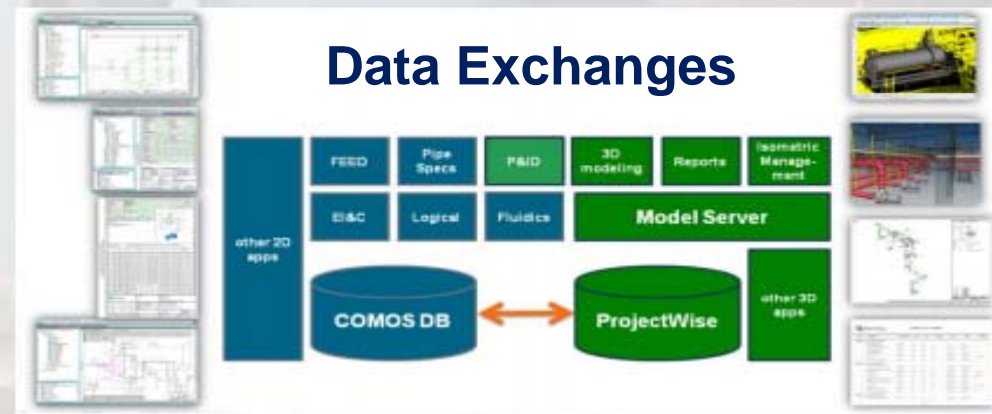 Data Exchanges
FEED
Pipe
Specs
P&ID
3D
modeling
Reports
Isometric
Manage-
ment
other 2D
apps
EI&C
Logical
Fluidics
Model Server
COMOS DB
ProjectWise
other 3D
apps